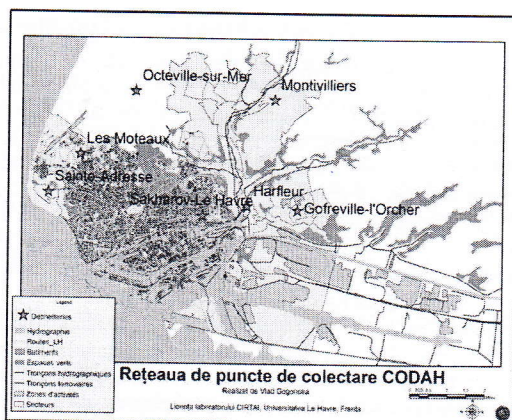 Octeville-sur-Mer
Montivilliers
Les Moteaux
Sainte-Adresse
Harfleur
Sakharov-Le Havre
Gofreville-l'Orcher
Legend
Déchetteries
Hydrographie
Routes_LH
Bâtiments
Espaces verts
Tronçons hydrographiques
Tronçons ferroviaires
Zones d'activités
Secteurs
Rețeaua de puncte de colectare CODAH
Realizat de Vlad Gogoncea
Licența laboratorului CIRTAI, Universitatea Le Havre, Franța